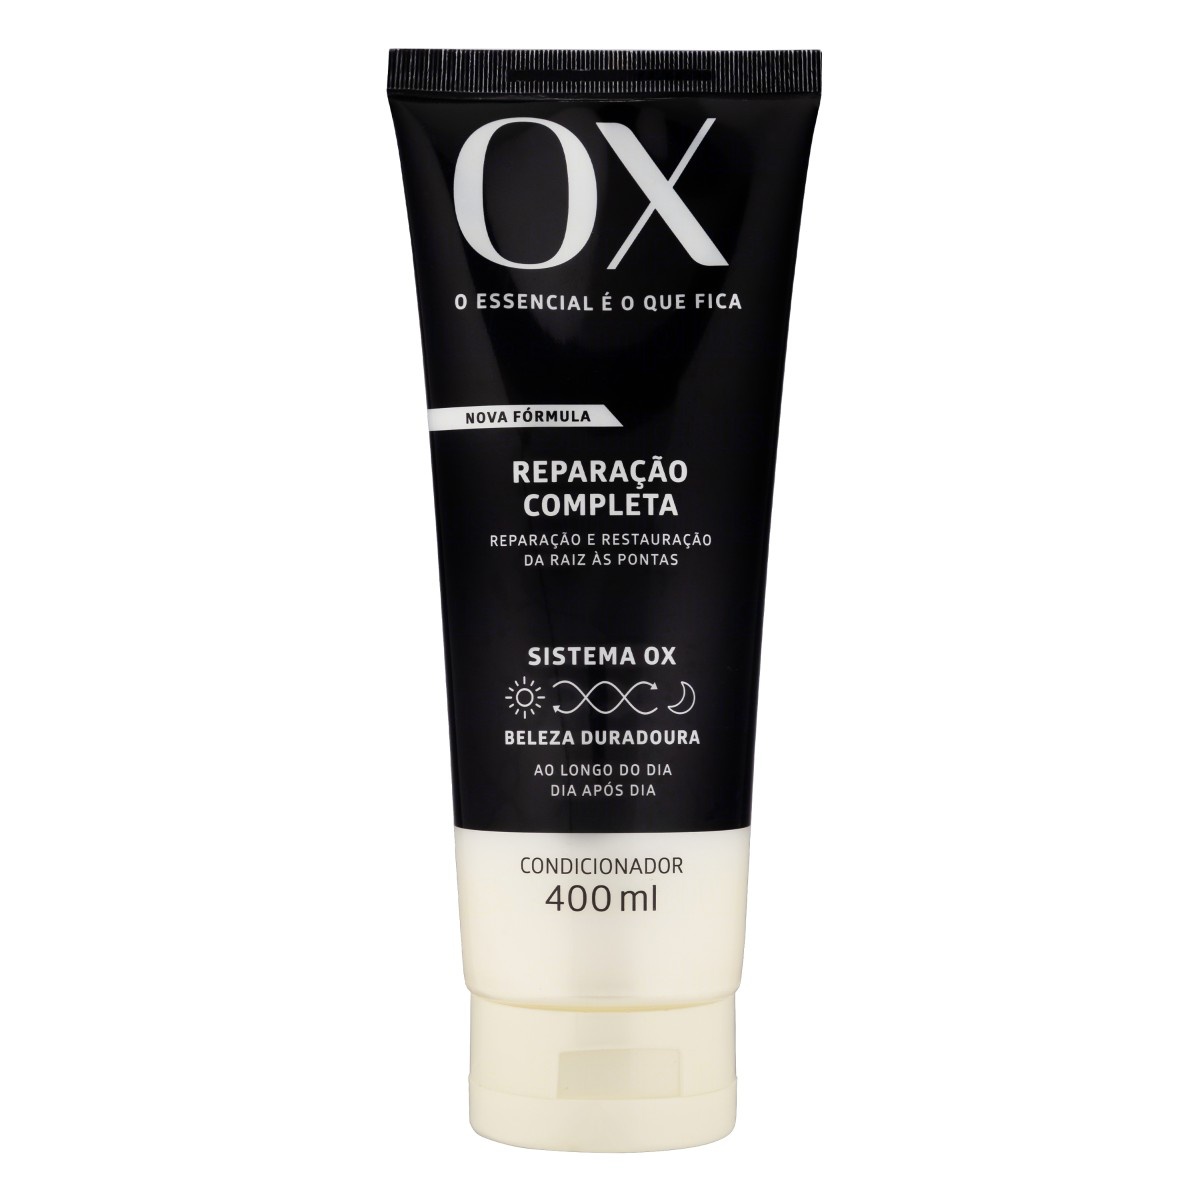 OX
O ESSENCIAL É O QUE FICA
NOVA FÓRMULA
REPARAÇÃO
COMPLETA
REPARAÇÃO E RESTAURAÇÃO
DA RAIZ ÀS PONTAS
SISTEMA OX
BELEZA DURADOURA
AO LONGO DO DIA
DIA APÓS DIA
CONDICIONADOR
400 ml